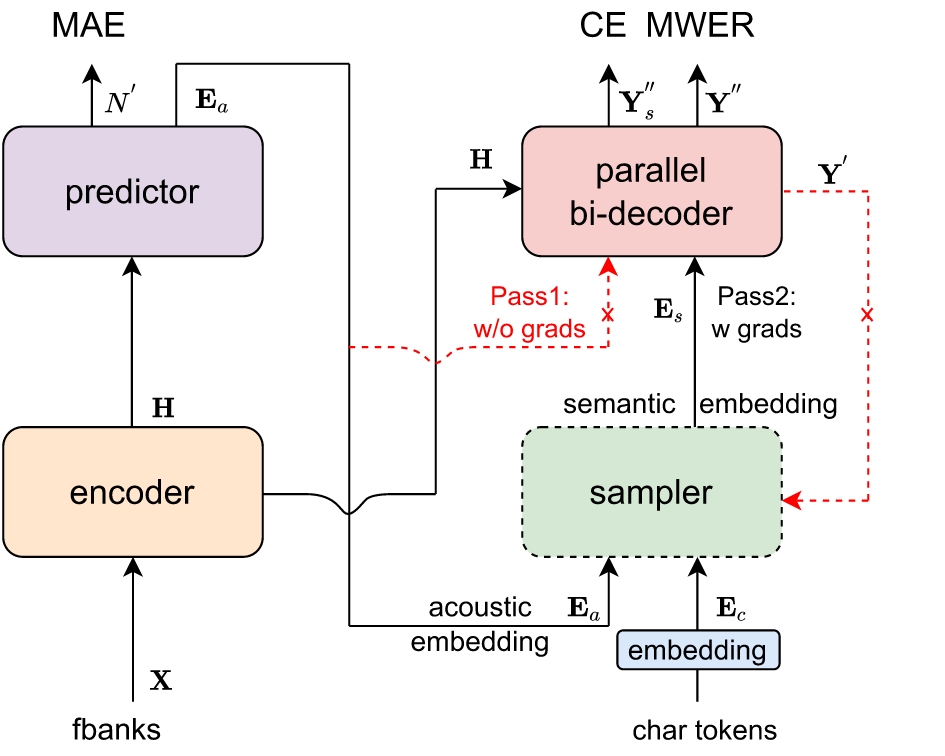 MAE
CE MWER
N′
E_a
Y″_s
Y″
predictor
H
parallel
bi-decoder
Y′
Pass1:
w/o grads
E_s
Pass2:
w grads
H
semantic embedding
encoder
sampler
acoustic
embedding
E_a
E_c
embedding
X
fbanks
char tokens